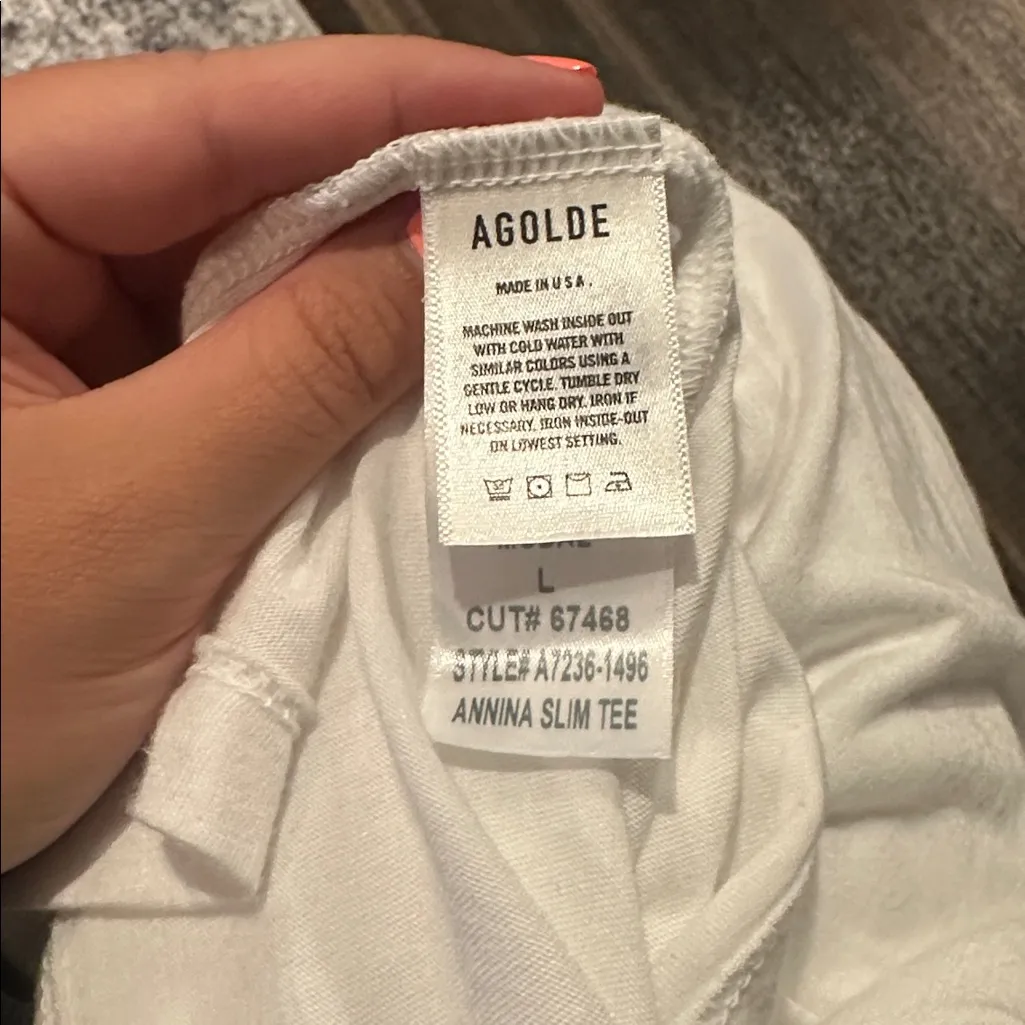 AGOLDE
MADE IN U S A .
MACHINE WASH INSIDE OUT
WITH COLD WATER WITH
SIMILAR COLORS USING A
GENTLE CYCLE. TUMBLE DRY
LOW OR HANG DRY. IRON IF
NECESSARY. IRON INSIDE-OUT
ON LOWEST SETTING.
L
CUT# 67468
STYLE# A7236-1496
ANNINA SLIM TEE